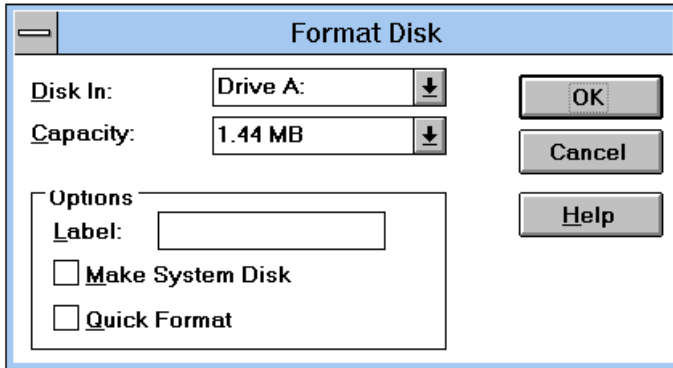 Format Disk
Disk In: Drive A: OK
Capacity: 1.44 MB
Cancel
Options
Label: Help
Make System Disk
Quick Format